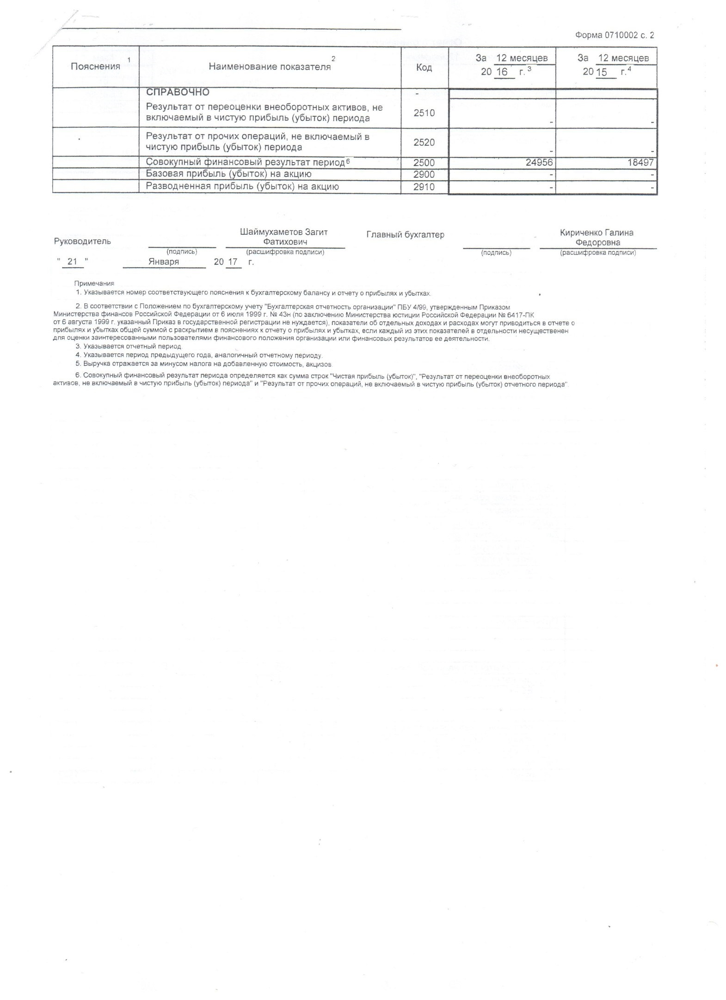 Форма 0710002 с. 2
Пояснения 1
Наименование показателя 2
Код
За 12 месяцев
20 16 г. 3
За 12 месяцев
20 15 г. 4
СПРАВОЧНО -
Результат от переоценки внеоборотных активов, не
включаемый в чистую прибыль (убыток) периода 2510 - -
Результат от прочих операций, не включаемый в
чистую прибыль (убыток) периода 2520 - -
Совокупный финансовый результат период 6 2500 24956 18497
Базовая прибыль (убыток) на акцию 2900 - -
Разводненная прибыль (убыток) на акцию 2910 - -
Руководитель
Шаймухаметов Загит
Фатихович
(подпись) (расшифровка подписи)
Главный бухгалтер
Кириченко Галина
Федоровна
(подпись) (расшифровка подписи)
" 21 " Января 20 17 г.
Примечания
1. Указывается номер соответствующего пояснения к бухгалтерскому балансу и отчету о прибылях и убытках.
2. В соответствии с Положением по бухгалтерскому учету "Бухгалтерская отчетность организации" ПБУ 4/99, утвержденным Приказом
Министерства финансов Российской Федерации от 6 июля 1999 г. № 43н (по заключению Министерства юстиции Российской Федерации № 6417-ПК
от 6 августа 1999 г. указанный Приказ в государственной регистрации не нуждается), показатели об отдельных доходах и расходах могут приводиться в отчете о
прибылях и убытках общей суммой с раскрытием в пояснениях к отчету о прибылях и убытках, если каждый из этих показателей в отдельности несущественен
для оценки заинтересованными пользователями финансового положения организации или финансовых результатов ее деятельности.
3. Указывается отчетный период.
4. Указывается период предыдущего года, аналогичный отчетному периоду.
5. Выручка отражается за минусом налога на добавленную стоимость, акцизов.
6. Совокупный финансовый результат периода определяется как сумма строк "Чистая прибыль (убыток)", "Результат от переоценки внеоборотных
активов, не включаемый в чистую прибыль (убыток) периода" и "Результат от прочих операций, не включаемый в чистую прибыль (убыток) отчетного периода".